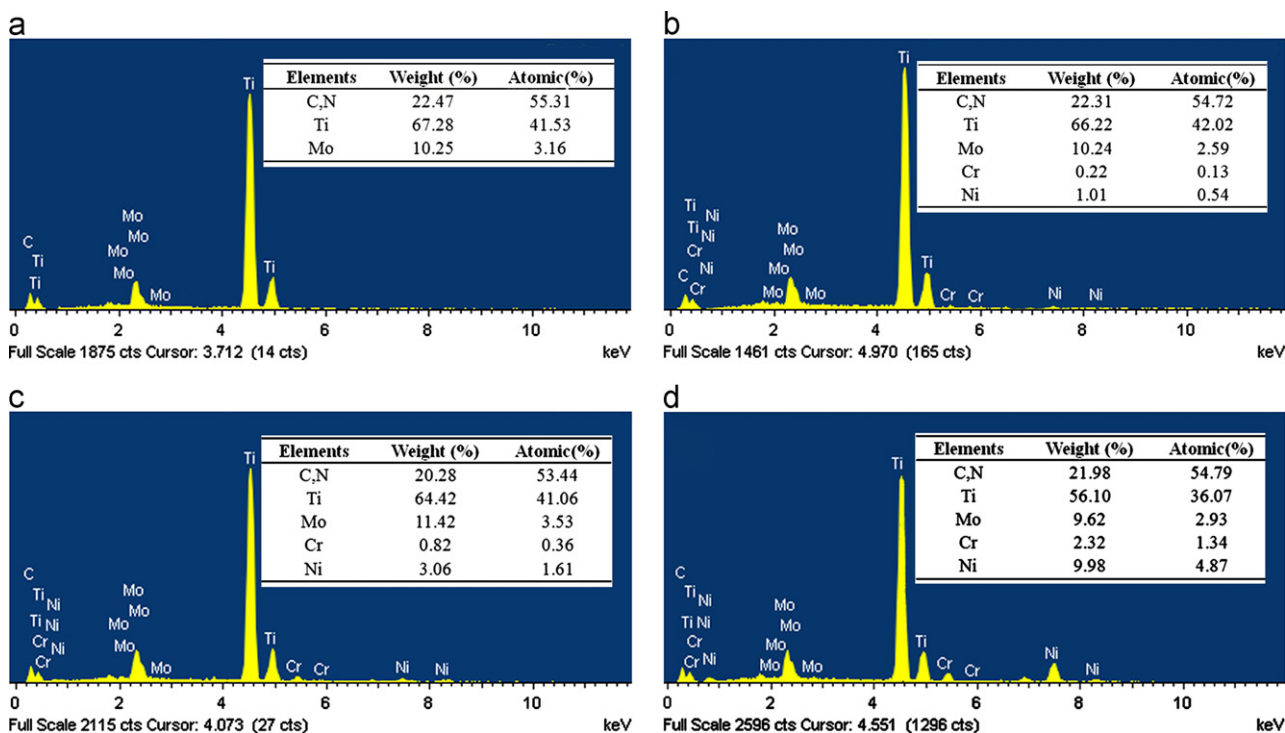 a
Elements Weight (%) Atomic(%)
C,N 22.47 55.31
Ti 67.28 41.53
Mo 10.25 3.16
Ti
Mo
Mo
C
Mo
Ti
Mo
Ti
Mo
Ti
0 2 4 6 8 10
Full Scale 1875 cts Cursor: 3.712 (14 cts) keV
b
Elements Weight (%) Atomic(%)
C,N 22.31 54.72
Ti 66.22 42.02
Mo 10.24 2.59
Cr 0.22 0.13
Ni 1.01 0.54
Ti
Ti Ni
Ti Ni
Mo
Cr
Mo
C Ni
Mo
Cr
Mo Mo
Ti
Cr Cr
Ni Ni
0 2 4 6 8 10
Full Scale 1461 cts Cursor: 4.970 (165 cts) keV
c
Elements Weight (%) Atomic(%)
C,N 20.28 53.44
Ti 64.42 41.06
Mo 11.42 3.53
Cr 0.82 0.36
Ni 3.06 1.61
Ti
C
Ti Ni
Mo
Mo
Ti Ni
Mo
Cr Ni
Mo
Cr
Mo
Ti
Cr Cr
Ni Ni
0 2 4 6 8 10
Full Scale 2115 cts Cursor: 4.073 (27 cts) keV
d
Elements Weight (%) Atomic(%)
C,N 21.98 54.79
Ti 56.10 36.07
Mo 9.62 2.93
Cr 2.32 1.34
Ni 9.98 4.87
Ti
C
Ti Ni
Mo
Ti Ni
Mo
Cr
Mo
Cr Ni
Mo Mo
Ti
Cr Cr
Ni Ni
0 2 4 6 8 10
Full Scale 2596 cts Cursor: 4.551 (1296 cts) keV